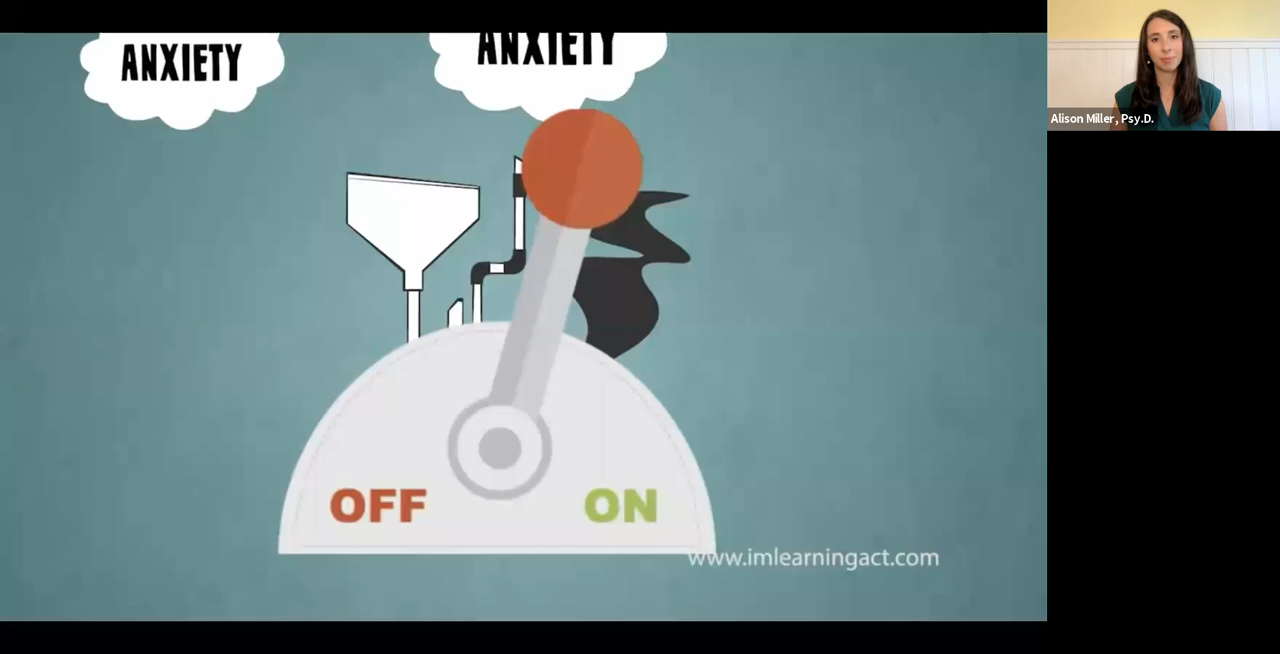 ANXIETY
ANXIETY
Alison Miller, Psy.D.
OFF
ON
www.imlearningact.com